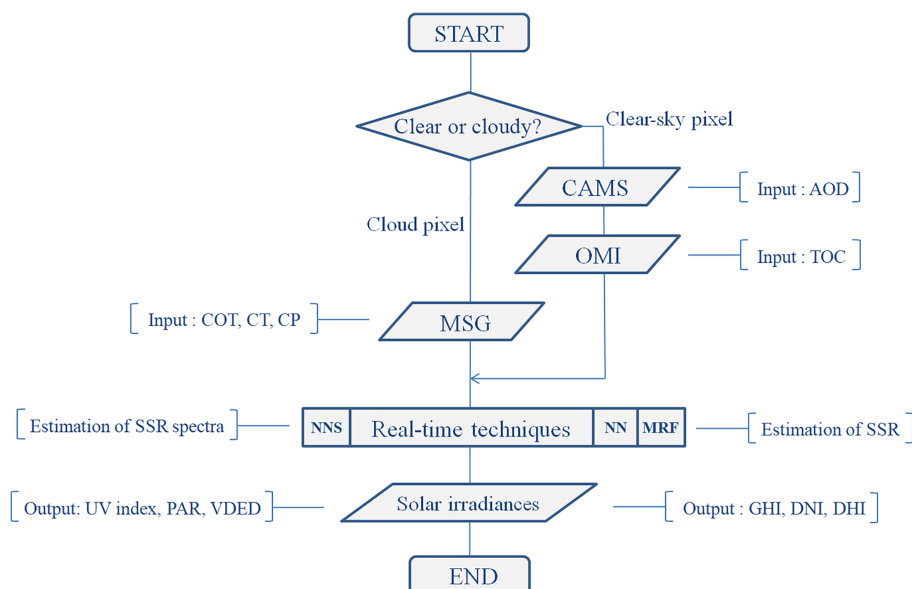 START
Clear or cloudy?
Clear-sky pixel
CAMS
Input : AOD
Cloud pixel
OMI
Input : TOC
Input : COT, CT, CP
MSG
Estimation of SSR spectra
NNS
Real-time techniques
NN
MRF
Estimation of SSR
Output: UV index, PAR, VDED
Solar irradiances
Output : GHI, DNI, DHI
END